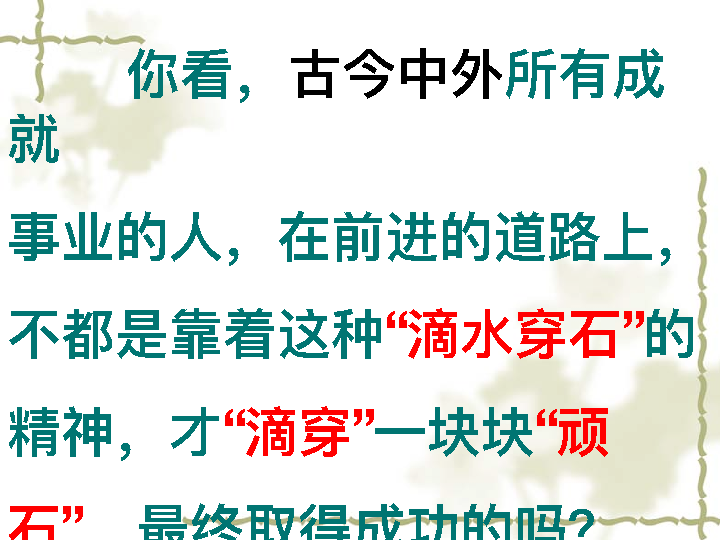 你看，古今中外所有成
就
事业的人，在前进的道路上，
不都是靠着这种“滴水穿石”的
精神，才“滴穿”一块块“顽
石”，最终取得成功的吗？